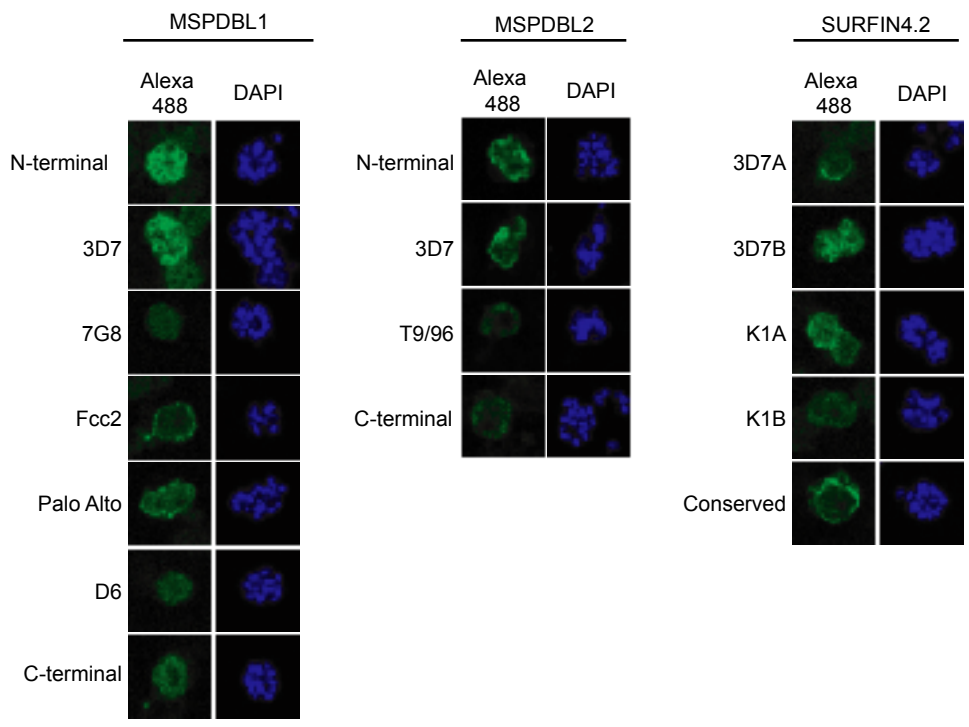 MSPDBL1
Alexa
488
DAPI
N-terminal
3D7
7G8
Fcc2
Palo Alto
D6
C-terminal
MSPDBL2
Alexa
488
DAPI
N-terminal
3D7
T9/96
C-terminal
SURFIN4.2
Alexa
488
DAPI
3D7A
3D7B
K1A
K1B
Conserved